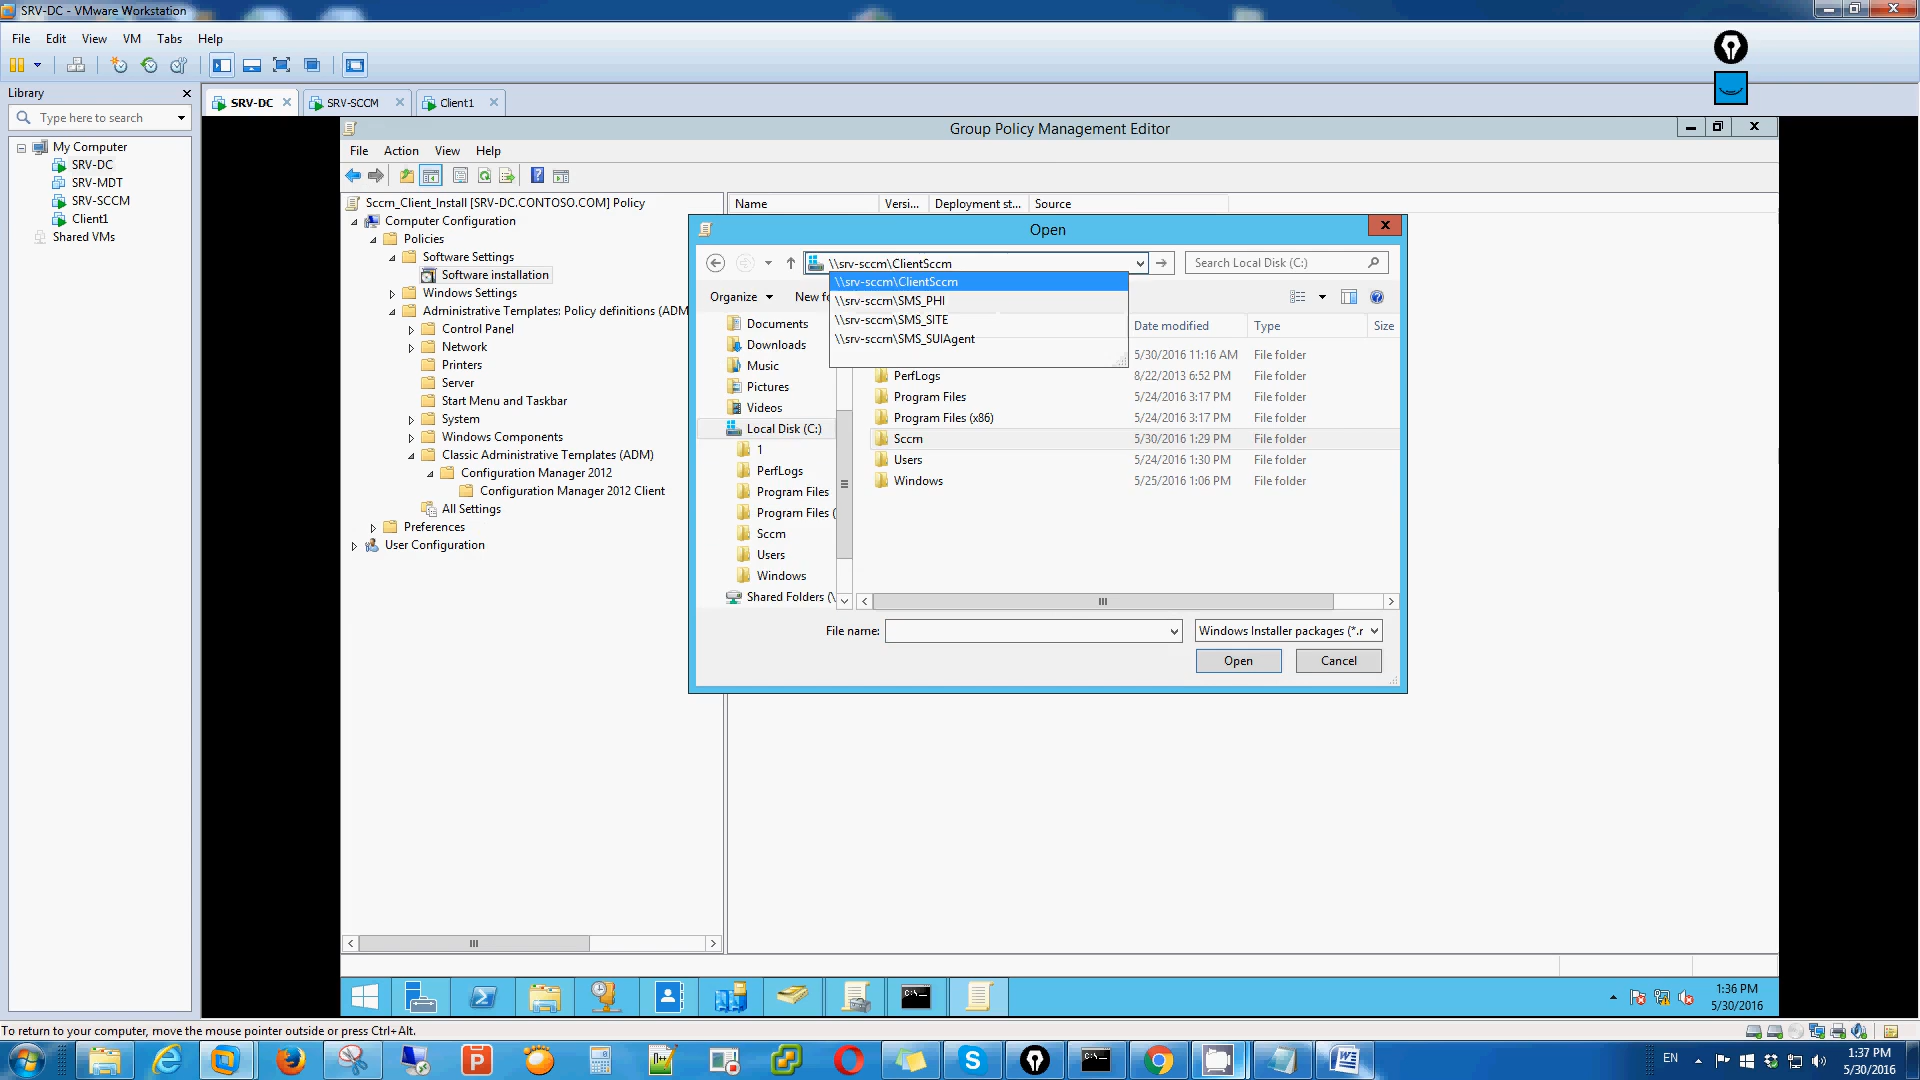 SRV-DC - VMware Workstation
File Edit View VM Tabs Help
Library
Type here to search
My Computer
SRV-DC
SRV-MDT
SRV-SCCM
Client1
Shared VMs
SRV-DC SRV-SCCM Client1
Group Policy Management Editor
File Action View Help
Sccm_Client_Install [SRV-DC.CONTOSO.COM] Policy
Computer Configuration
Policies
Software Settings
Software installation
Windows Settings
Administrative Templates: Policy definitions (ADM
Control Panel
Network
Printers
Server
Start Menu and Taskbar
System
Windows Components
Classic Administrative Templates (ADM)
Configuration Manager 2012
Configuration Manager 2012 Client
All Settings
Preferences
User Configuration
Name Versi... Deployment st... Source
Open
\\srv-sccm\ClientSccm
Search Local Disk (C:)
\\srv-sccm\ClientSccm
\\srv-sccm\SMS_PHI
\\srv-sccm\SMS_SITE
\\srv-sccm\SMS_SUIAgent
Organize New fo
Documents
Downloads
Music
Pictures
Videos
Local Disk (C:)
1
PerfLogs
Program Files
Program Files (
Sccm
Users
Windows
Shared Folders (\
Date modified Type Size
5/30/2016 11:16 AM File folder
PerfLogs 8/22/2013 6:52 PM File folder
Program Files 5/24/2016 3:17 PM File folder
Program Files (x86) 5/24/2016 3:17 PM File folder
Sccm 5/30/2016 1:29 PM File folder
Users 5/24/2016 1:30 PM File folder
Windows 5/25/2016 1:06 PM File folder
File name:
Windows Installer packages (*.r
Open Cancel
1:36 PM
5/30/2016
To return to your computer, move the mouse pointer outside or press Ctrl+Alt.
EN
1:37 PM
5/30/2016